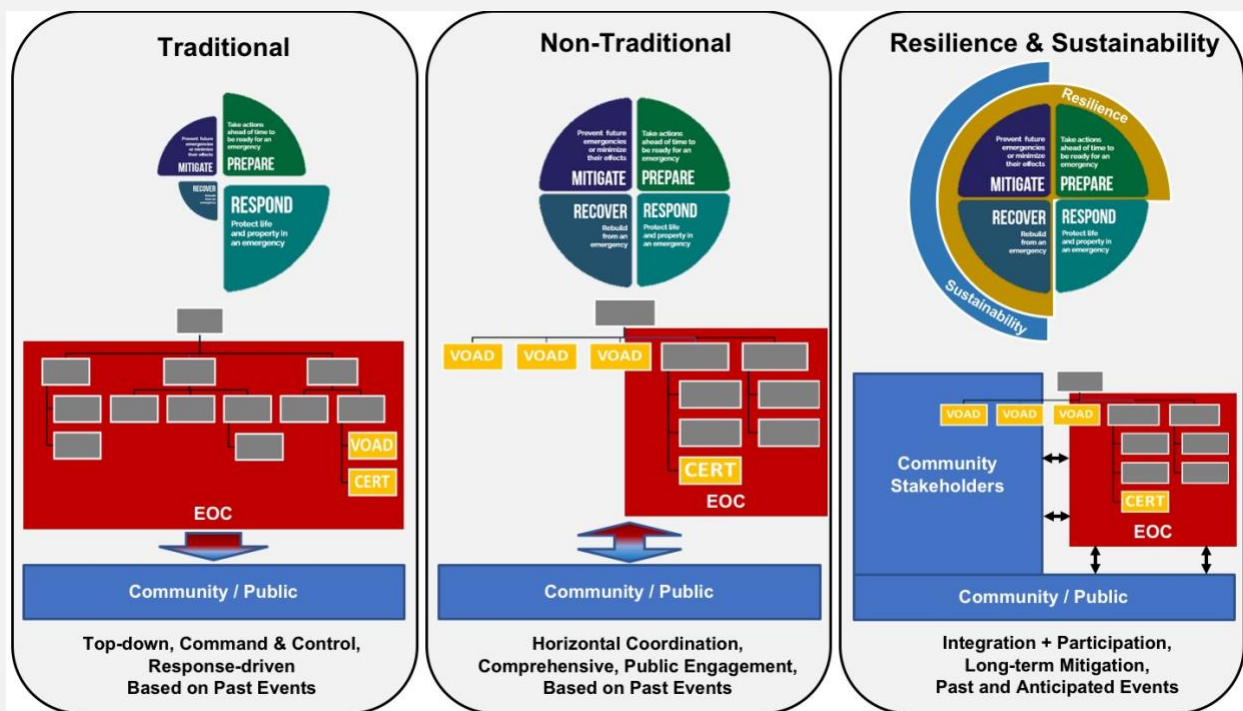 Traditional
Prevent future
emergencies
or minimize
their effects
MITIGATE
Take actions
ahead of time to
be ready for an
emergency
PREPARE
RECOVER
Rebuild
from an
emergency
RESPOND
Protect life
and property in
an emergency
VOAD
CERT
EOC
Community / Public
Top-down, Command & Control,
Response-driven
Based on Past Events
Non-Traditional
Prevent future
emergencies
or minimize
their effects
MITIGATE
Take actions
ahead of time to
be ready for an
emergency
PREPARE
RECOVER
Rebuild
from an
emergency
RESPOND
Protect life
and property in
an emergency
VOAD
VOAD
VOAD
CERT
EOC
Community / Public
Horizontal Coordination,
Comprehensive, Public Engagement,
Based on Past Events
Resilience & Sustainability
Resilience
Prevent future
emergencies
or minimize
their effects
MITIGATE
Take actions
ahead of time to
be ready for an
emergency
PREPARE
RECOVER
Rebuild
from an
emergency
RESPOND
Protect life
and property in
an emergency
Sustainability
VOAD
VOAD
VOAD
Community
Stakeholders
CERT
EOC
Community / Public
Integration + Participation,
Long-term Mitigation,
Past and Anticipated Events